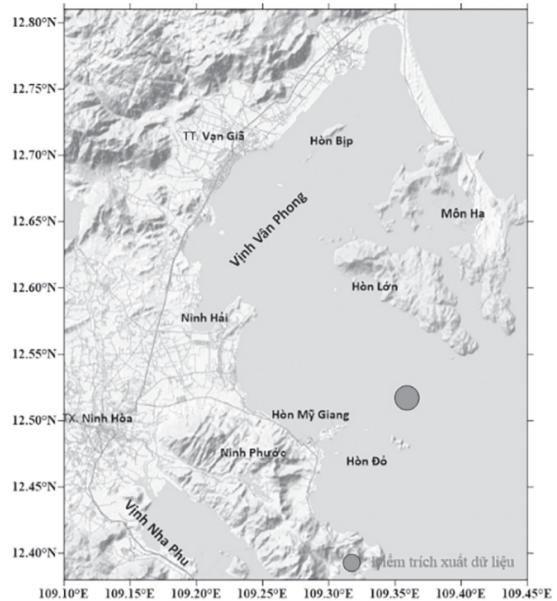 12.80°N
12.75°N
12.70°N
12.65°N
12.60°N
12.55°N
12.50°N
12.45°N
12.40°N
TT. Vạn Giã
Hòn Bịp
Môn Hạ
Vịnh Vân Phong
Hòn Lớn
Ninh Hải
Hòn Mỹ Giang
TX. Ninh Hòa
Ninh Phước
Hòn Đỏ
Vịnh Nha Phu
Điểm trích xuất dữ liệu
109.10°E 109.15°E 109.20°E 109.25°E 109.30°E 109.35°E 109.40°E 109.45°E